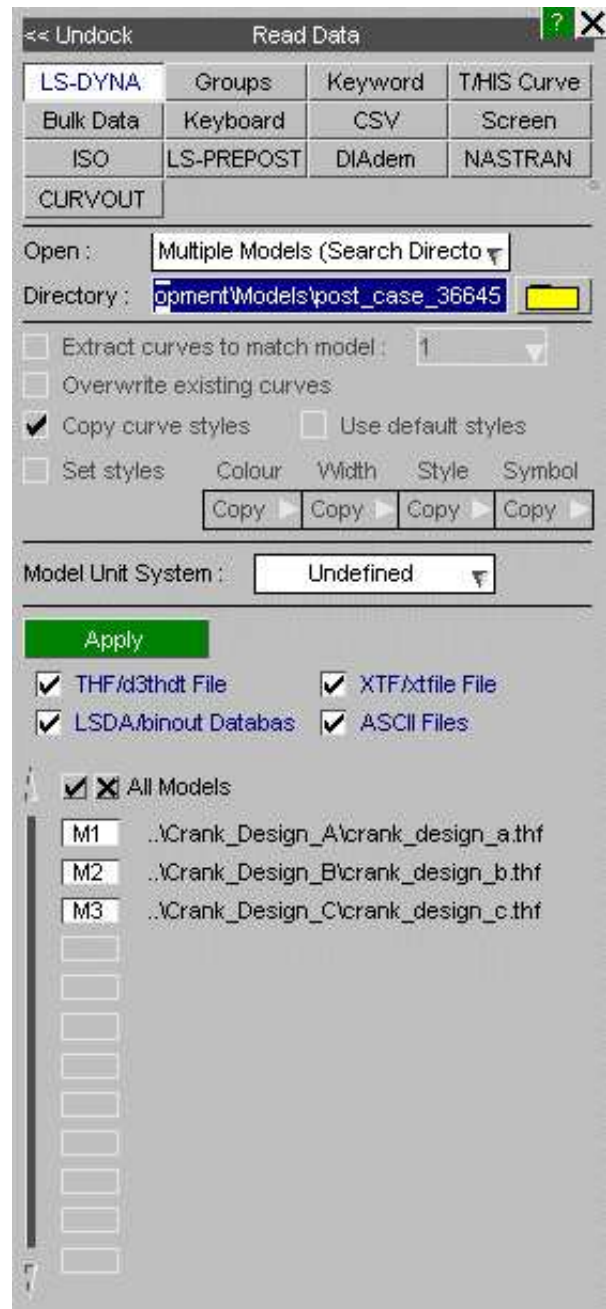 << Undock Read Data ? X
LS-DYNA Groups Keyword T/HIS Curve
Bulk Data Keyboard CSV Screen
ISO LS-PREPOST DIAdem NASTRAN
CURVOUT
Open : Multiple Models (Search Directo
Directory : opment\Models\post_case_36645
Extract curves to match model : 1
Overwrite existing curves
Copy curve styles Use default styles
Set styles Colour Width Style Symbol
Copy Copy Copy Copy
Model Unit System : Undefined
Apply
THF/d3thdt File XTF/xtfile File
LSDA/binout Databas ASCII Files
All Models
M1 ..\Crank_Design_A\crank_design_a.thf
M2 ..\Crank_Design_B\crank_design_b.thf
M3 ..\Crank_Design_C\crank_design_c.thf